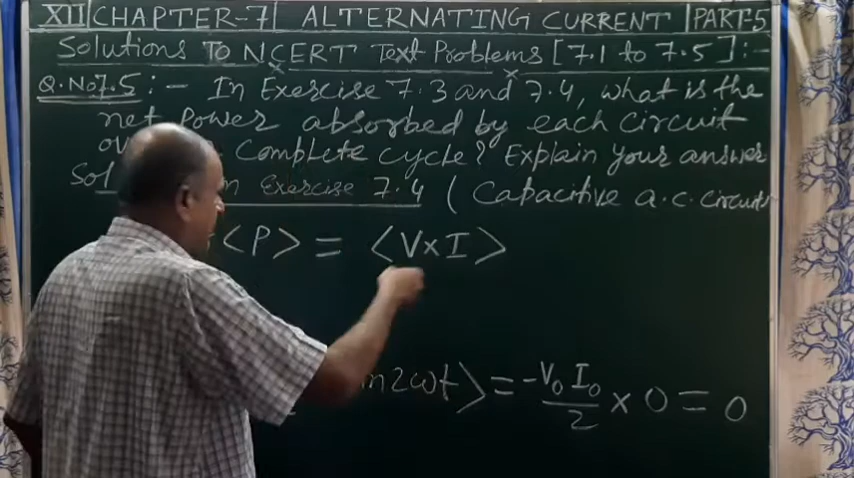 XII CHAPTER-7 ALTERNATING CURRENT PART-5
Solutions To NCERT Text Problems [7.1 to 7.5]:-
Q.No7.5:- In Exercise 7.3 and 7.4, what is the
net Power absorbed by each circuit
complete cycle? Explain your answer
Exercise 7.4 (Capacitive a.c. circuit
<P> = <V×I>
2ωt> = -V₀I₀/2 × 0 = 0